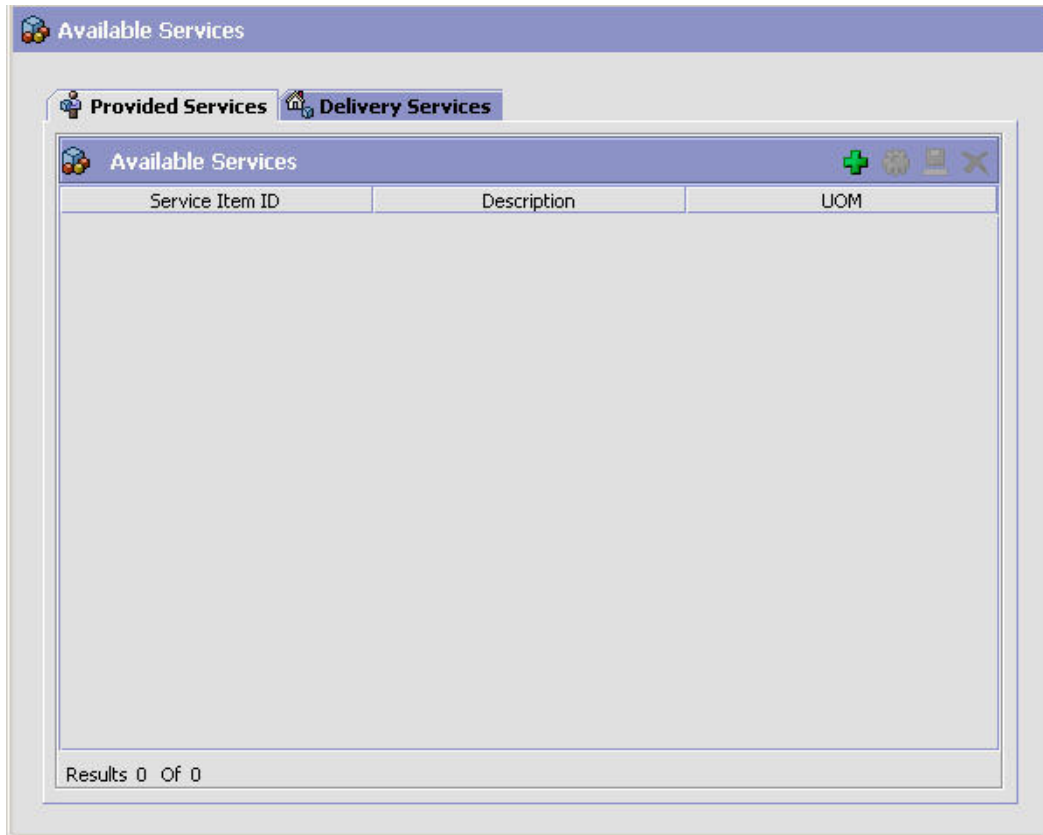 Available Services
Provided Services Delivery Services
Available Services
Service Item ID Description UOM
Results 0 Of 0